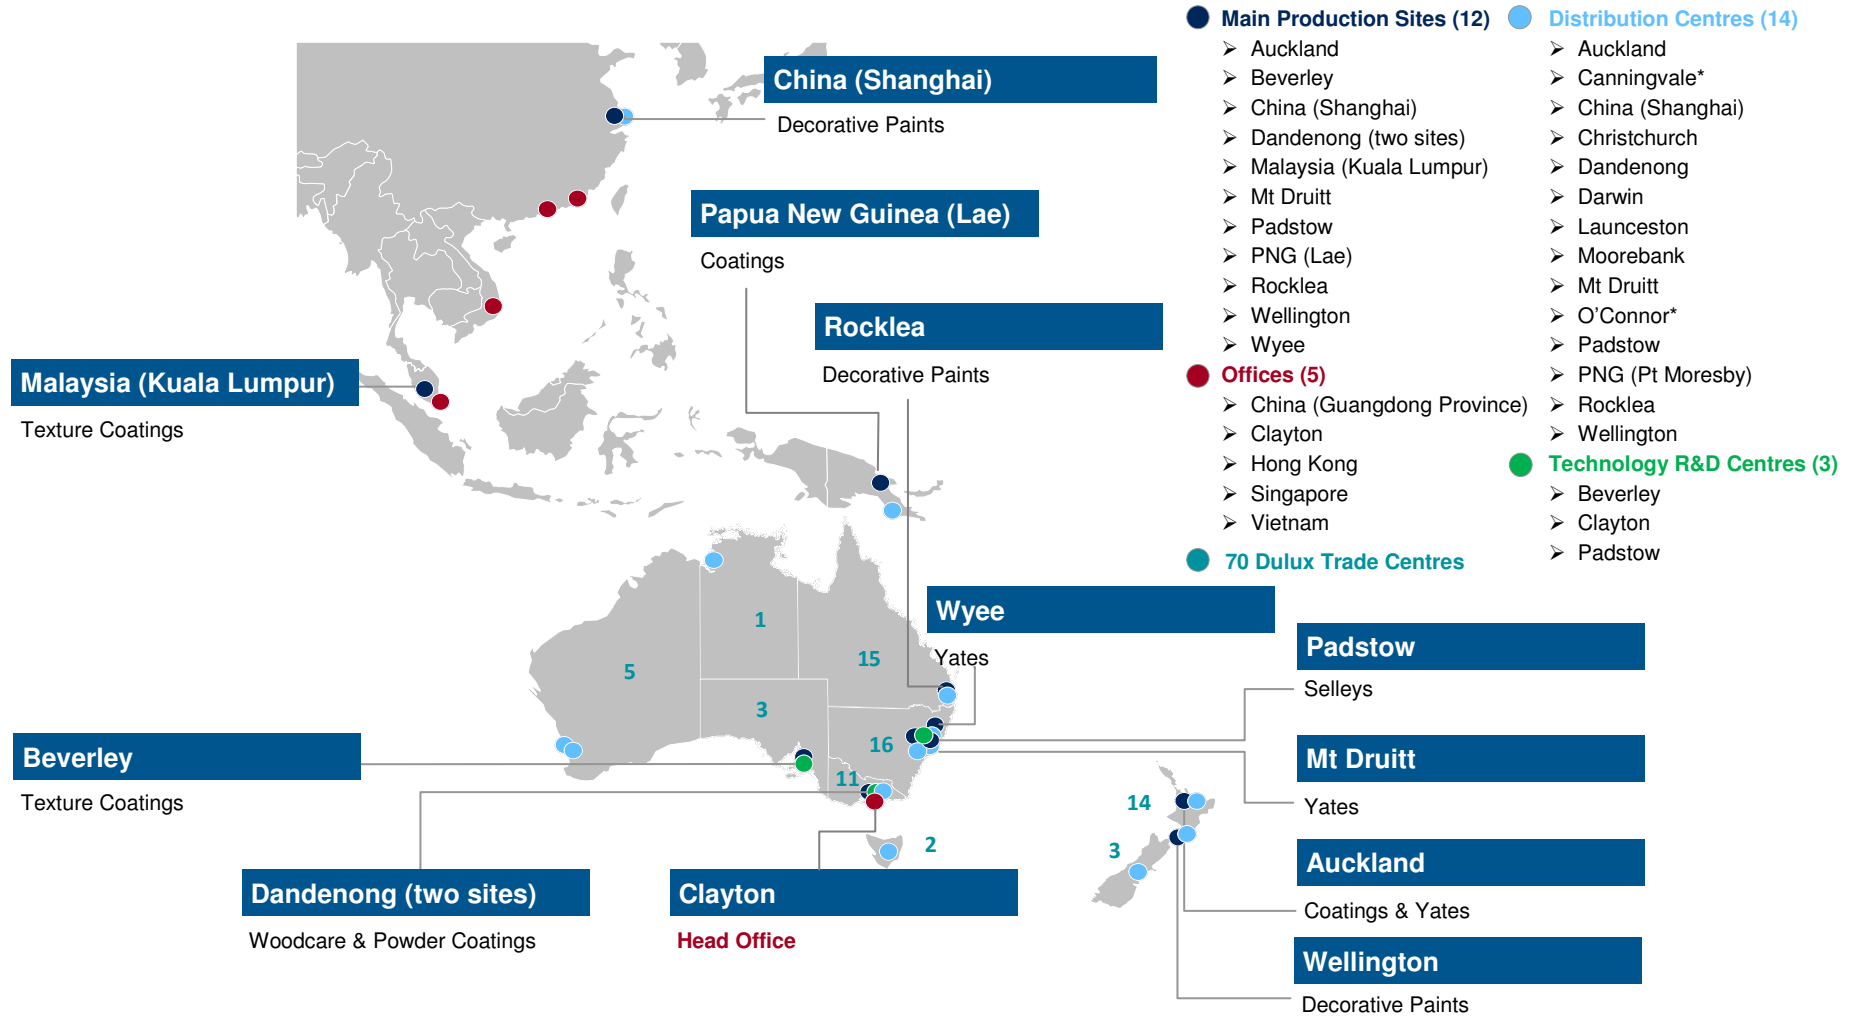 Main Production Sites (12)
Auckland
Beverley
China (Shanghai)
Dandenong (two sites)
Malaysia (Kuala Lumpur)
Mt Druitt
Padstow
PNG (Lae)
Rocklea
Wellington
Wyee
Offices (5)
China (Guangdong Province)
Clayton
Hong Kong
Singapore
Vietnam
70 Dulux Trade Centres
Distribution Centres (14)
Auckland
Canningvale*
China (Shanghai)
Christchurch
Dandenong
Darwin
Launceston
Moorebank
Mt Druitt
O'Connor*
Padstow
PNG (Pt Moresby)
Rocklea
Wellington
Technology R&D Centres (3)
Beverley
Clayton
Padstow
China (Shanghai)
Decorative Paints
Papua New Guinea (Lae)
Coatings
Rocklea
Decorative Paints
Malaysia (Kuala Lumpur)
Texture Coatings
Wyee
Yates
1
15
5
3
16
11
2
14
3
Padstow
Selleys
Mt Druitt
Yates
Beverley
Texture Coatings
Auckland
Coatings & Yates
Dandenong (two sites)
Woodcare & Powder Coatings
Clayton
Head Office
Wellington
Decorative Paints